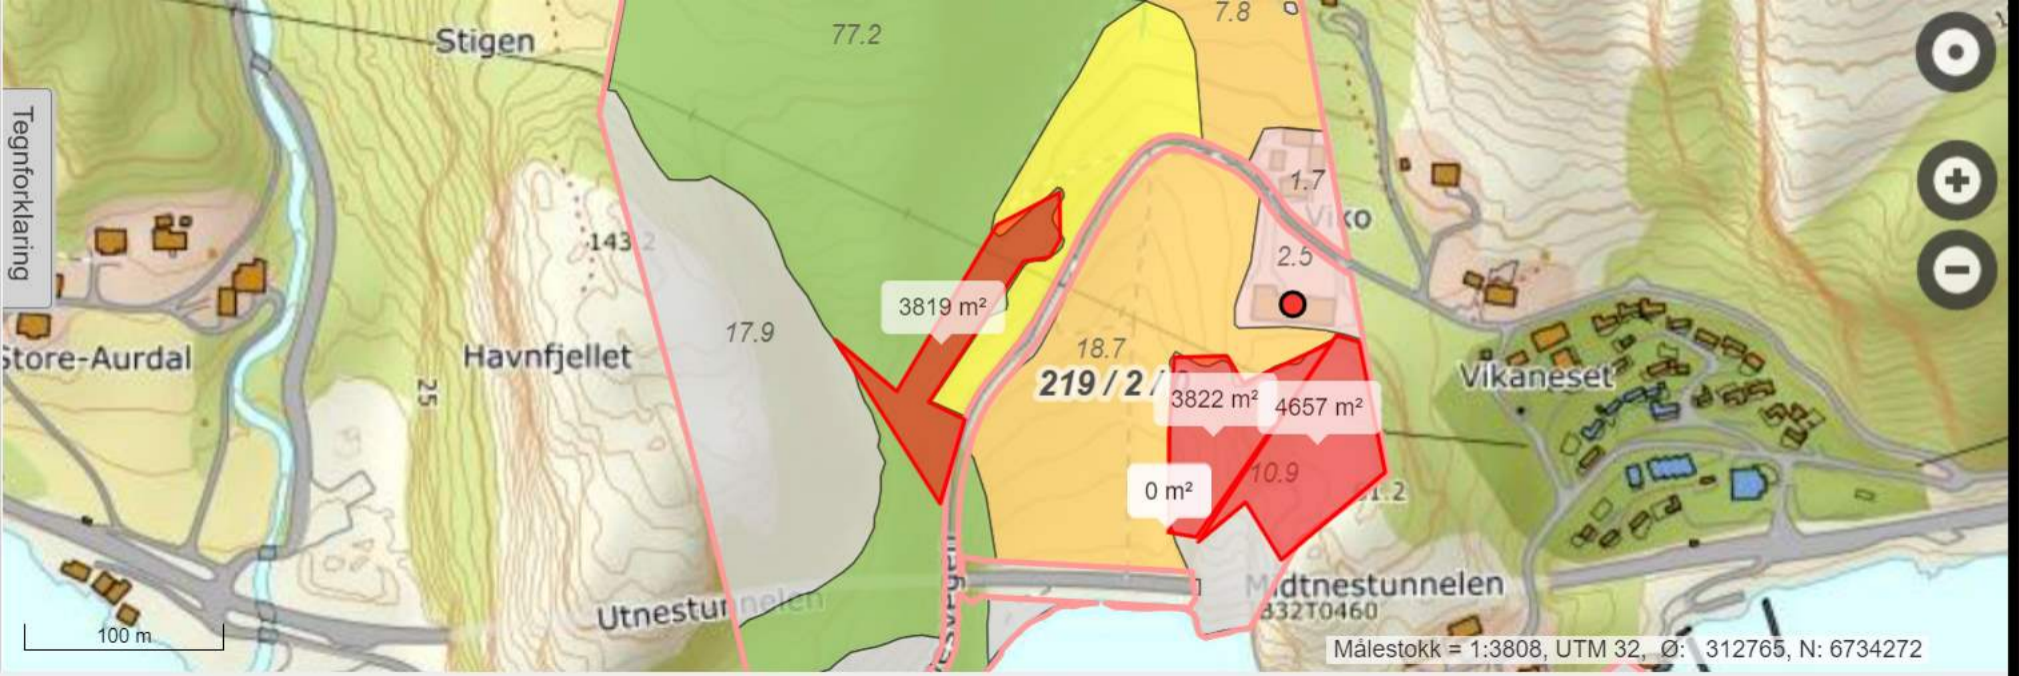 77.2
7.8
Stigen
Tegnforklaring
1.7
Viko
143.2
2.5
3819 m²
17.9
18.7
Store-Aurdal
Havnfjellet
25
219 / 2 /
3822 m²
4657 m²
Vikaneset
10.9
0 m²
Utnestunnelen
Midtnestunnelen
332T0460
100 m
Målestokk = 1:3808, UTM 32, Ø: 312765, N: 6734272